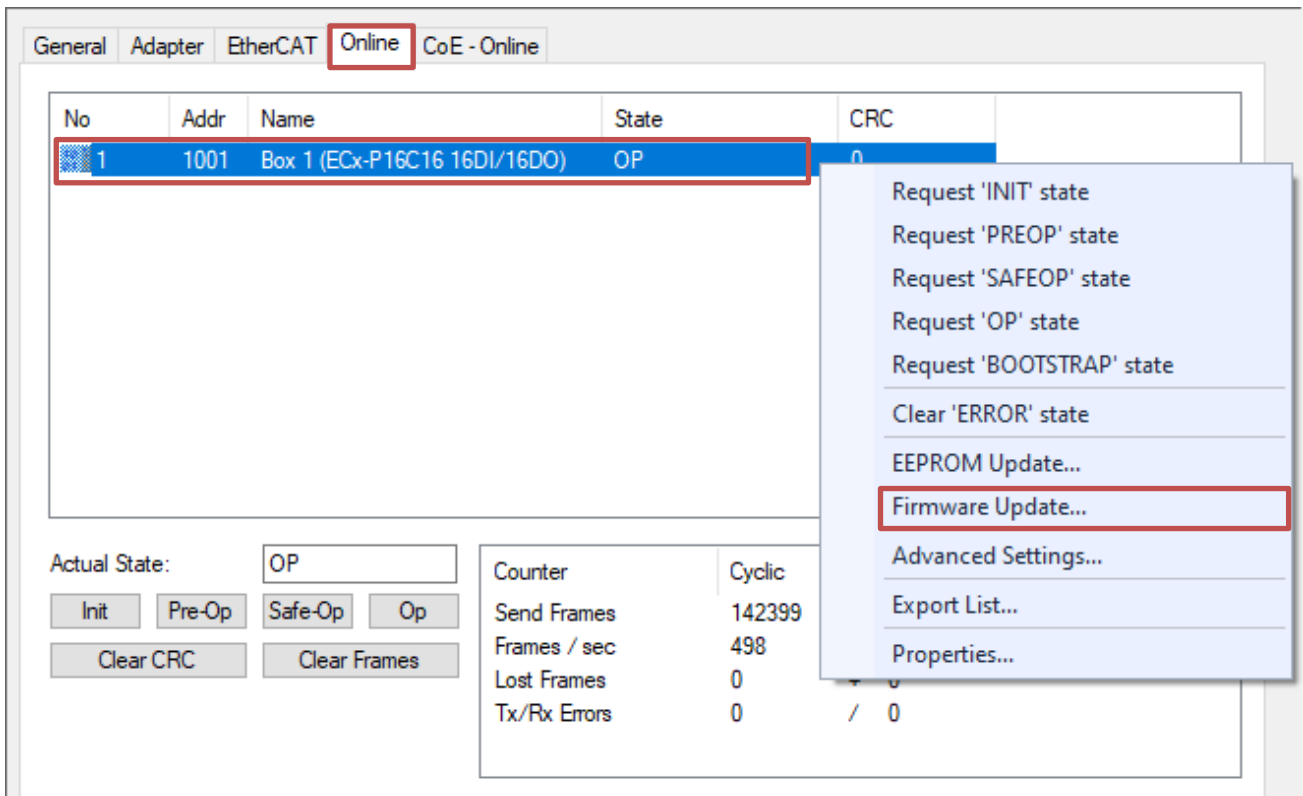 General Adapter EtherCAT Online CoE - Online
No Addr Name State CRC
1 1001 Box 1 (ECx-P16C16 16DI/16DO) OP 0
Request 'INIT' state
Request 'PREOP' state
Request 'SAFEOP' state
Request 'OP' state
Request 'BOOTSTRAP' state
Clear 'ERROR' state
EEPROM Update...
Firmware Update...
Advanced Settings...
Export List...
Properties...
Actual State: OP
Init Pre-Op Safe-Op Op
Clear CRC Clear Frames
Counter Cyclic
Send Frames 142399
Frames / sec 498
Lost Frames 0 + 0
Tx/Rx Errors 0 / 0